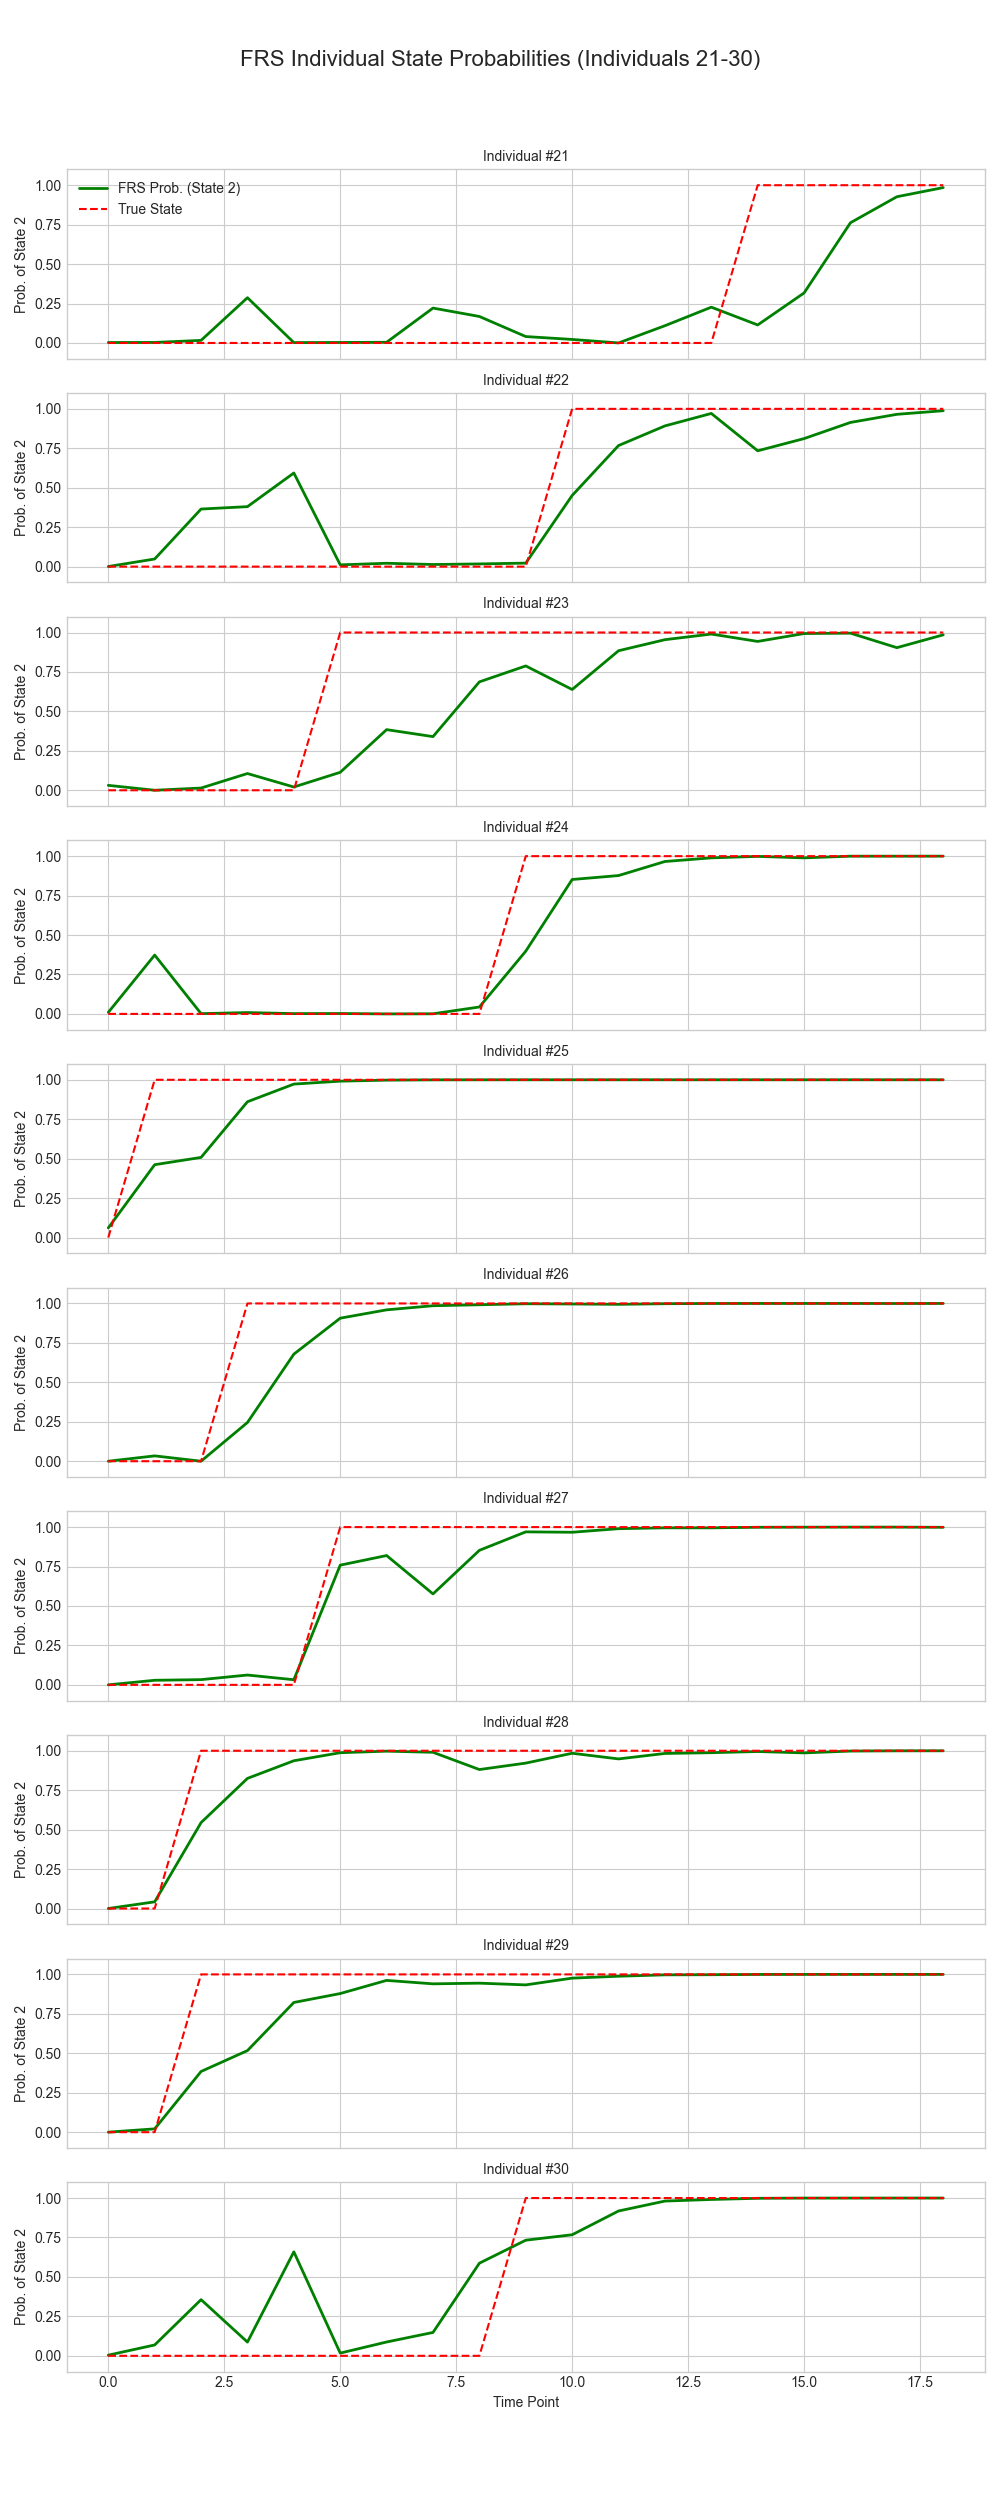 FRS Individual State Probabilities (Individuals 21-30)
Individual #21
1.00
0.75
0.50
0.25
0.00
Prob. of State 2
FRS Prob. (State 2)
True State
Individual #22
1.00
0.75
0.50
0.25
0.00
Prob. of State 2
Individual #23
1.00
0.75
0.50
0.25
0.00
Prob. of State 2
Individual #24
1.00
0.75
0.50
0.25
0.00
Prob. of State 2
Individual #25
1.00
0.75
0.50
0.25
0.00
Prob. of State 2
Individual #26
1.00
0.75
0.50
0.25
0.00
Prob. of State 2
Individual #27
1.00
0.75
0.50
0.25
0.00
Prob. of State 2
Individual #28
1.00
0.75
0.50
0.25
0.00
Prob. of State 2
Individual #29
1.00
0.75
0.50
0.25
0.00
Prob. of State 2
Individual #30
1.00
0.75
0.50
0.25
0.00
Prob. of State 2
0.0 2.5 5.0 7.5 10.0 12.5 15.0 17.5
Time Point